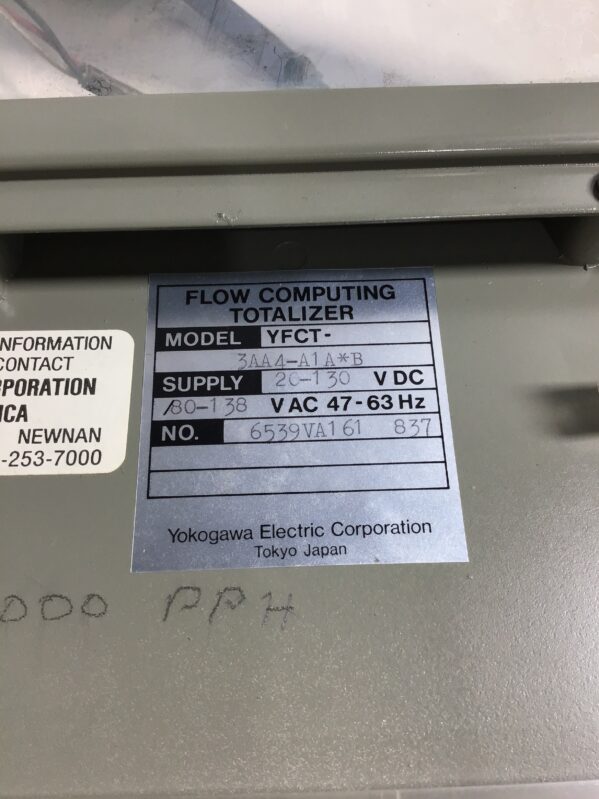 FLOW COMPUTING
TOTALIZER
MODEL YFCT-
3AA4-A1A*B
SUPPLY 20-130 V DC
/80-138 V AC 47-63 Hz
NO. 6539VA161 837
Yokogawa Electric Corporation
Tokyo Japan
INFORMATION
CONTACT
RPORATION
ICA
NEWNAN
-253-7000
000 PPH